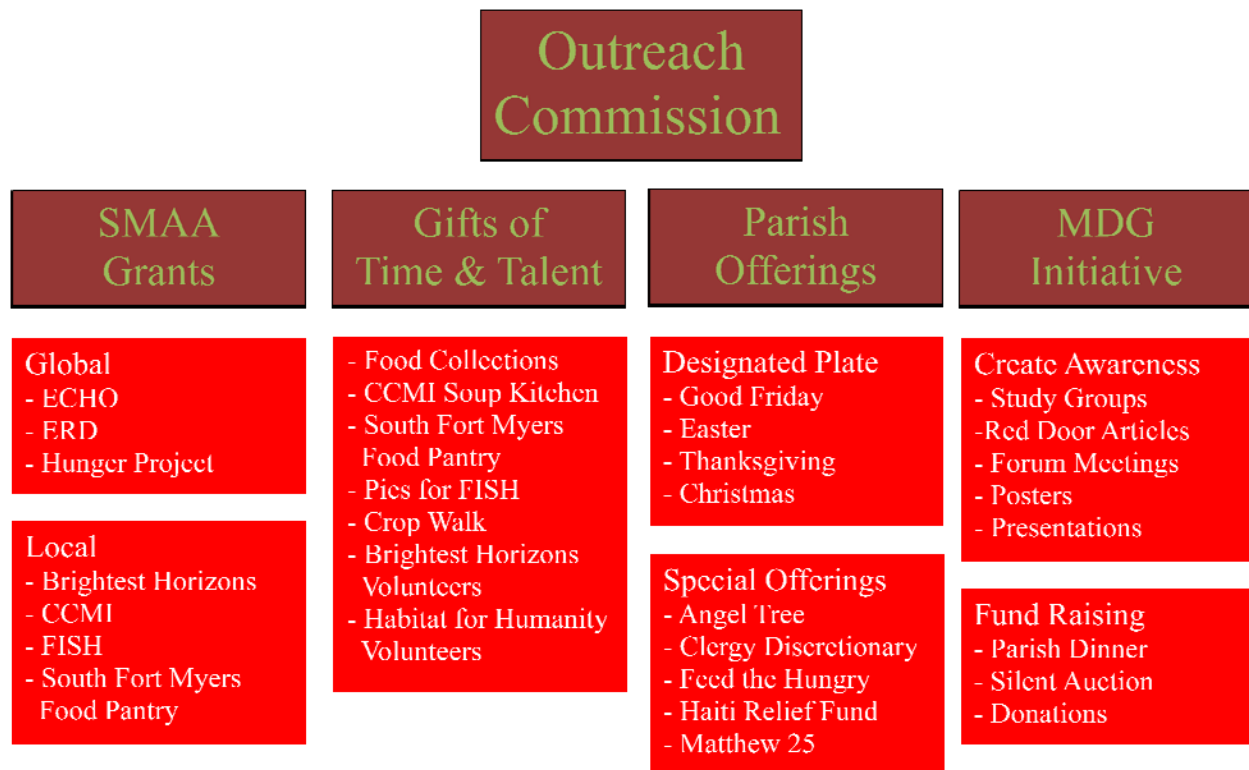 Outreach
Commission
SMAA
Grants
Global
- ECHO
- ERD
- Hunger Project
Local
- Brightest Horizons
- CCMI
- FISH
- South Fort Myers
Food Pantry
Gifts of
Time & Talent
- Food Collections
- CCMI Soup Kitchen
- South Fort Myers
Food Pantry
- Pies for FISH
- Crop Walk
- Brightest Horizons
Volunteers
- Habitat for Humanity
Volunteers
Parish
Offerings
Designated Plate
- Good Friday
- Easter
- Thanksgiving
- Christmas
Special Offerings
- Angel Tree
- Clergy Discretionary
- Feed the Hungry
- Haiti Relief Fund
- Matthew 25
MDG
Initiative
Create Awareness
- Study Groups
-Red Door Articles
- Forum Meetings
- Posters
- Presentations
Fund Raising
- Parish Dinner
- Silent Auction
- Donations